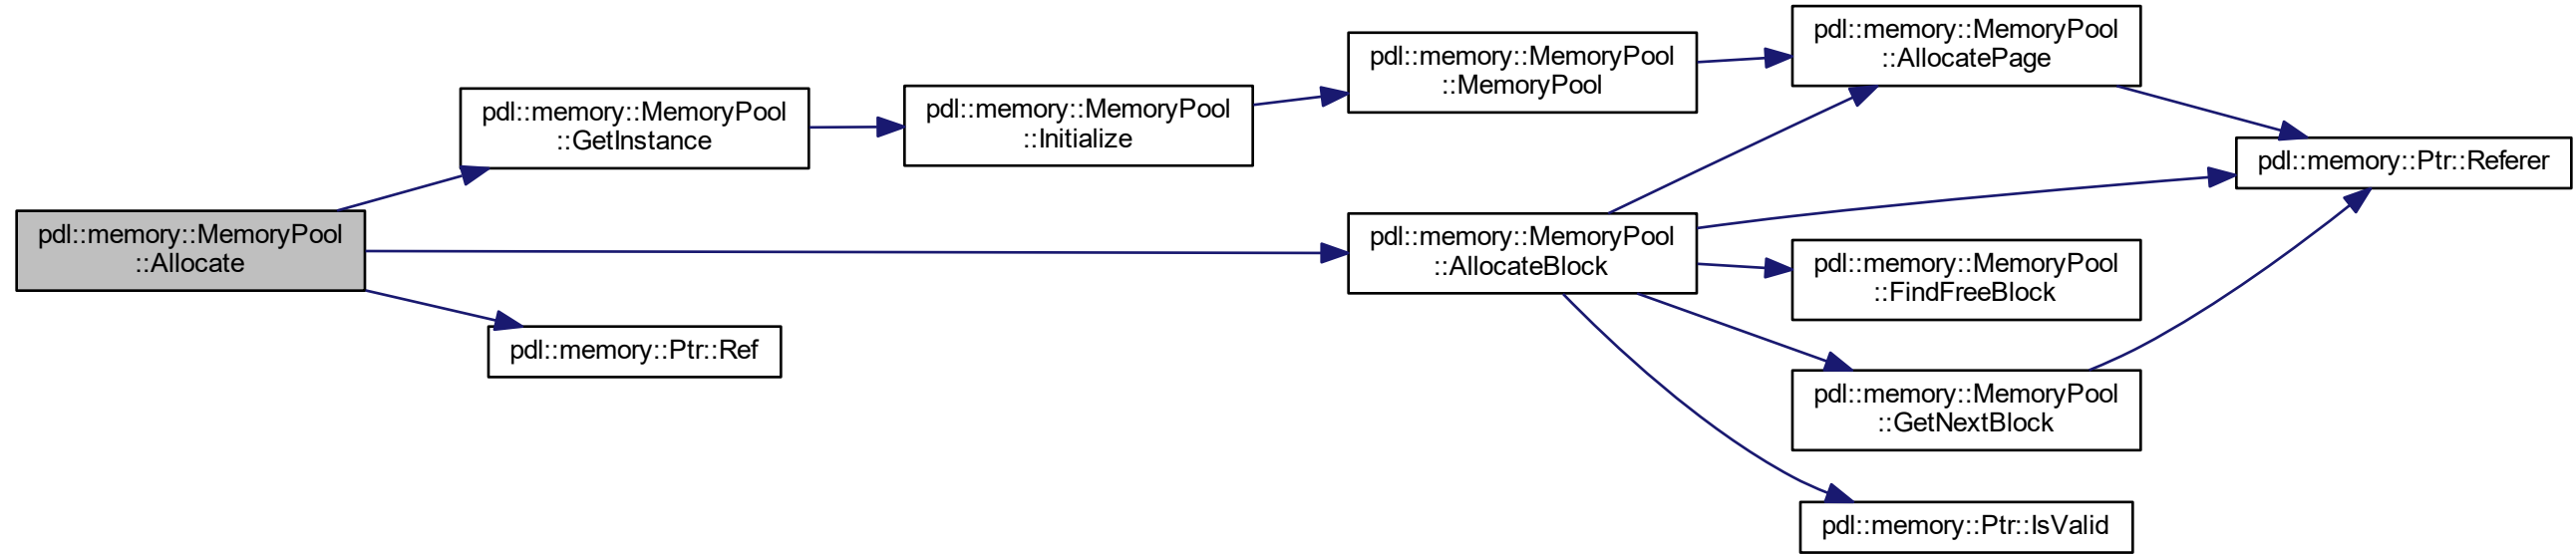 pdl::memory::MemoryPool
::Allocate
pdl::memory::MemoryPool
::GetInstance
pdl::memory::Ptr::Ref
pdl::memory::MemoryPool
::Initialize
pdl::memory::MemoryPool
::MemoryPool
pdl::memory::MemoryPool
::AllocateBlock
pdl::memory::MemoryPool
::AllocatePage
pdl::memory::MemoryPool
::FindFreeBlock
pdl::memory::MemoryPool
::GetNextBlock
pdl::memory::Ptr::IsValid
pdl::memory::Ptr::Referer